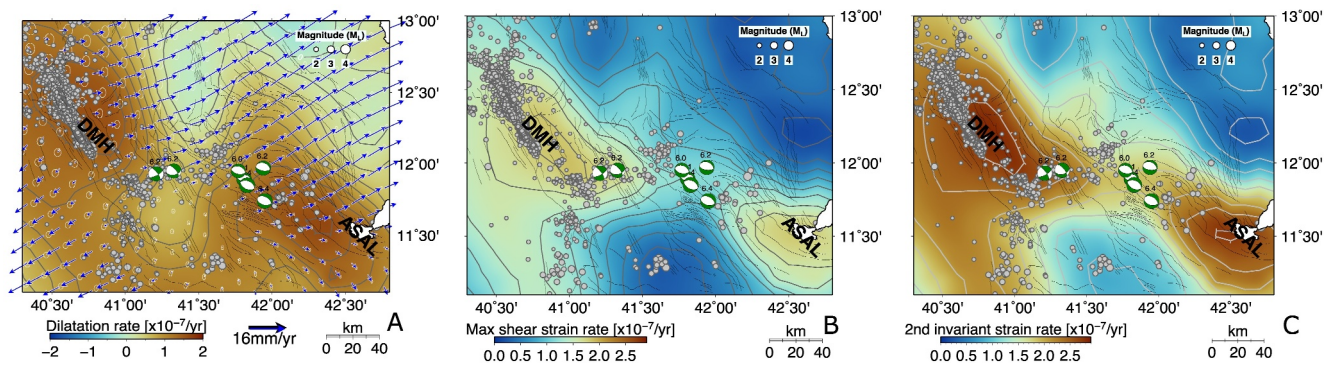 Magnitude (ML)
2 3 4
DMH
6.2 6.2 6.0 6.2
6.4
ASAL
13°00'
12°30'
12°00'
11°30'
40°30' 41°00' 41°30' 42°00' 42°30'
Dilatation rate [x10−7/yr]
−2 −1 0 1 2
16mm/yr
km
0 20 40
A
Magnitude (ML)
2 3 4
DMH
6.2 6.2 6.0 6.2
6.4
ASAL
13°00'
12°30'
12°00'
11°30'
40°30' 41°00' 41°30' 42°00' 42°30'
Max shear strain rate [x10−7/yr]
0.0 0.5 1.0 1.5 2.0 2.5
km
0 20 40
B
Magnitude (ML)
2 3 4
DMH
6.2 6.2 6.0 6.2
6.4
ASAL
13°00'
12°30'
12°00'
11°30'
40°30' 41°00' 41°30' 42°00' 42°30'
2nd invariant strain rate [x10−7/yr]
0.0 0.5 1.0 1.5 2.0 2.5
km
0 20 40
C